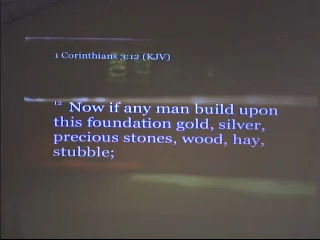 1 Corinthians 3:12 (KJV)
12 Now if any man build upon
this foundation gold, silver,
precious stones, wood, hay,
stubble;